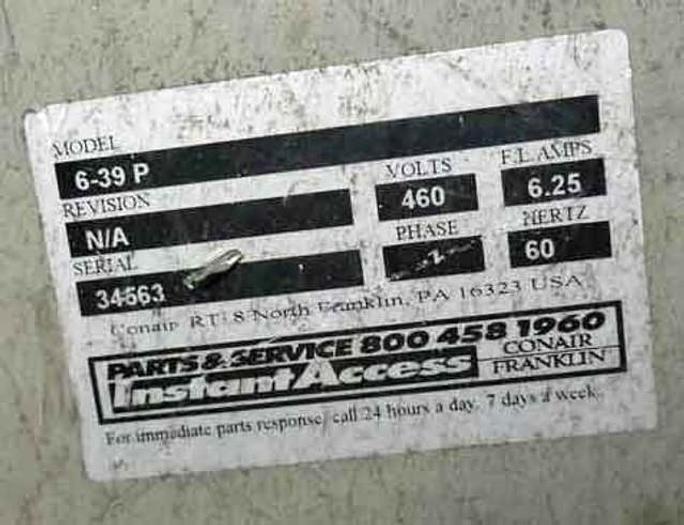 MODEL
6-39 P
REVISION
VOLTS
F.L. AMPS
N/A
460
6.25
SERIAL
PHASE
HERTZ
34563
60
Conair RT. 8 North Franklin, PA 16323 USA
PARTS & SERVICE 800 458 1960
Instant Access
CONAIR
FRANKLIN
For immediate parts response, call 24 hours a day, 7 days a week.